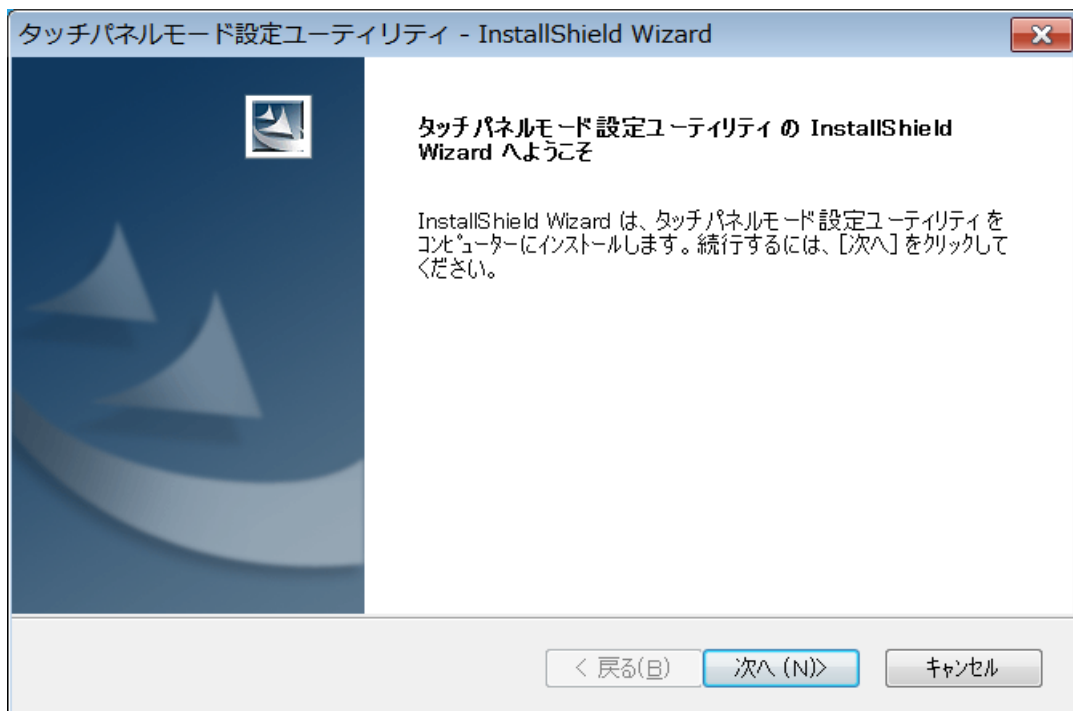 タッチパネルモード設定ユーティリティ - InstallShield Wizard
タッチパネルモード設定ユーティリティ の InstallShield
Wizard へようこそ
InstallShield Wizard は、タッチパネルモード設定ユーティリティ を
コンピューターにインストールします。続行するには、[次へ] をクリックして
ください。
< 戻る(B)
次へ (N)>
キャンセル